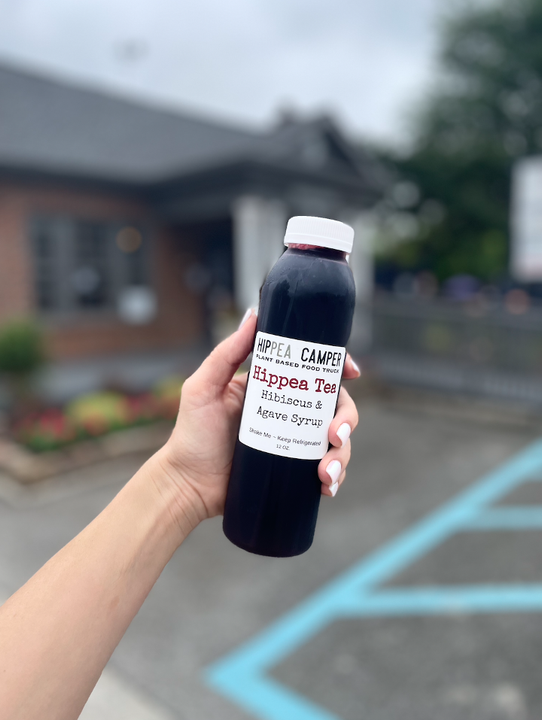 HIPPEA CAMPER
PLANT BASED FOOD TRUCK
Hippea Tea
Hibiscus &
Agave Syrup
Shake Me - Keep Refrigerated
12 OZ